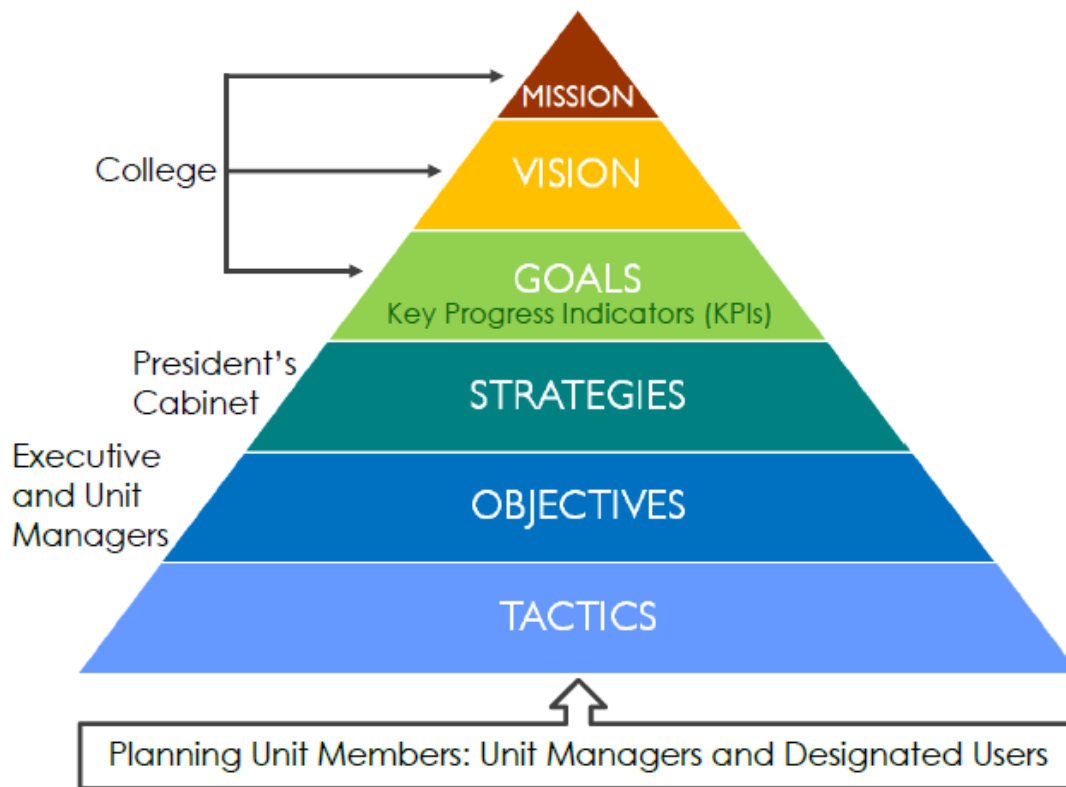 MISSION
College
VISION
GOALS
Key Progress Indicators (KPIs)
President's
Cabinet
STRATEGIES
Executive
and Unit
Managers
OBJECTIVES
TACTICS
Planning Unit Members: Unit Managers and Designated Users